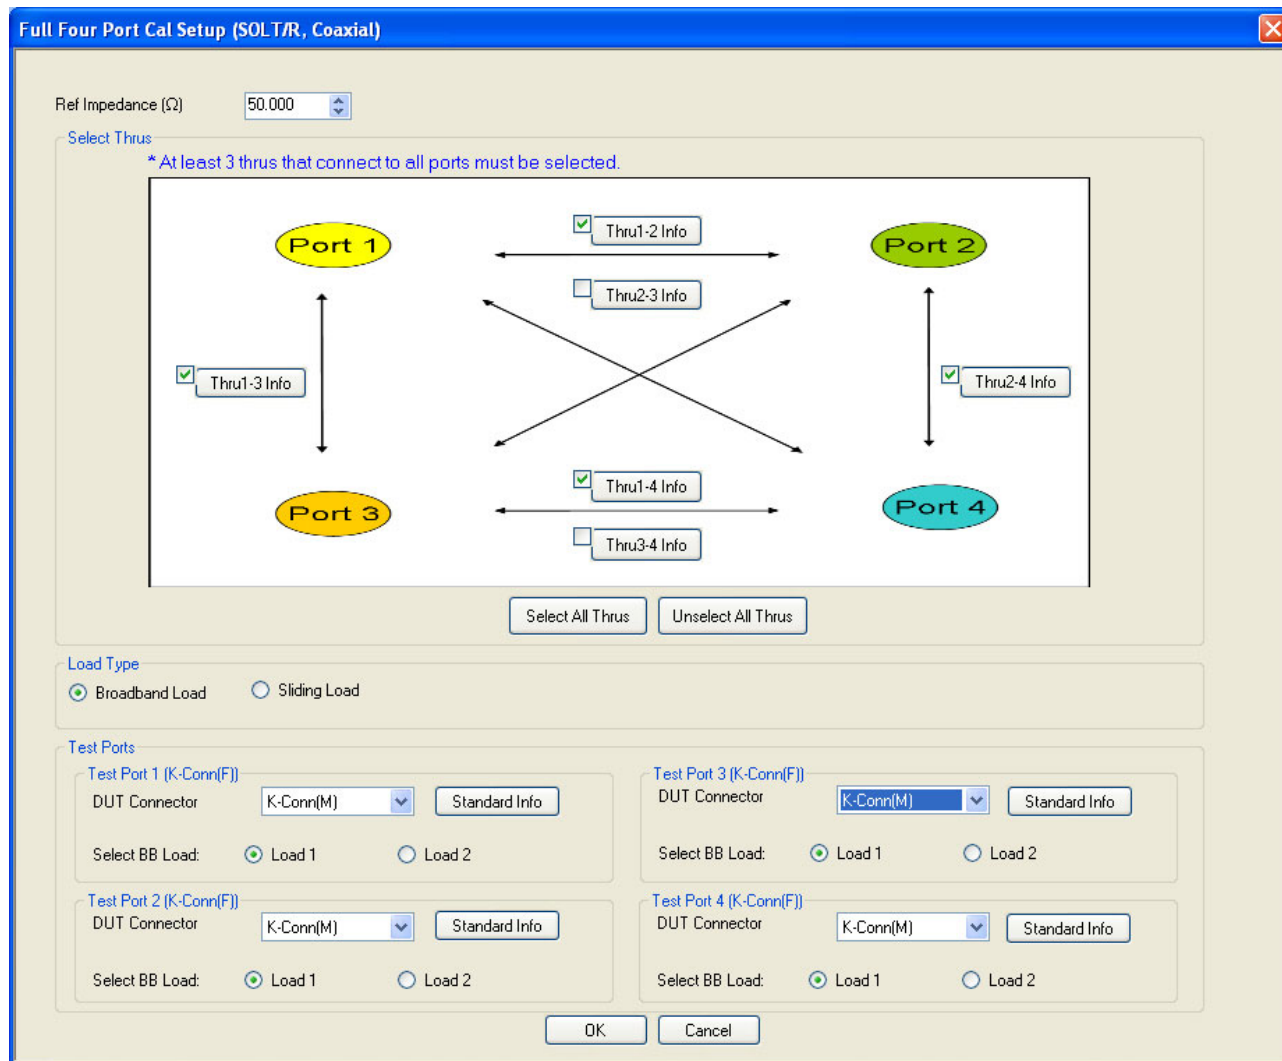 Full Four Port Cal Setup (SOLT/R, Coaxial)
Ref Impedance (Ω) 50.000
Select Thrus
* At least 3 thrus that connect to all ports must be selected.
Port 1 Thru1-2 Info Port 2
Thru2-3 Info
Thru1-3 Info Thru2-4 Info
Port 3 Thru1-4 Info Port 4
Thru3-4 Info
Select All Thrus Unselect All Thrus
Load Type
Broadband Load Sliding Load
Test Ports
Test Port 1 (K-Conn(F))
DUT Connector K-Conn(M) Standard Info
Select BB Load: Load 1 Load 2
Test Port 3 (K-Conn(F))
DUT Connector K-Conn(M) Standard Info
Select BB Load: Load 1 Load 2
Test Port 2 (K-Conn(F))
DUT Connector K-Conn(M) Standard Info
Select BB Load: Load 1 Load 2
Test Port 4 (K-Conn(F))
DUT Connector K-Conn(M) Standard Info
Select BB Load: Load 1 Load 2
OK Cancel